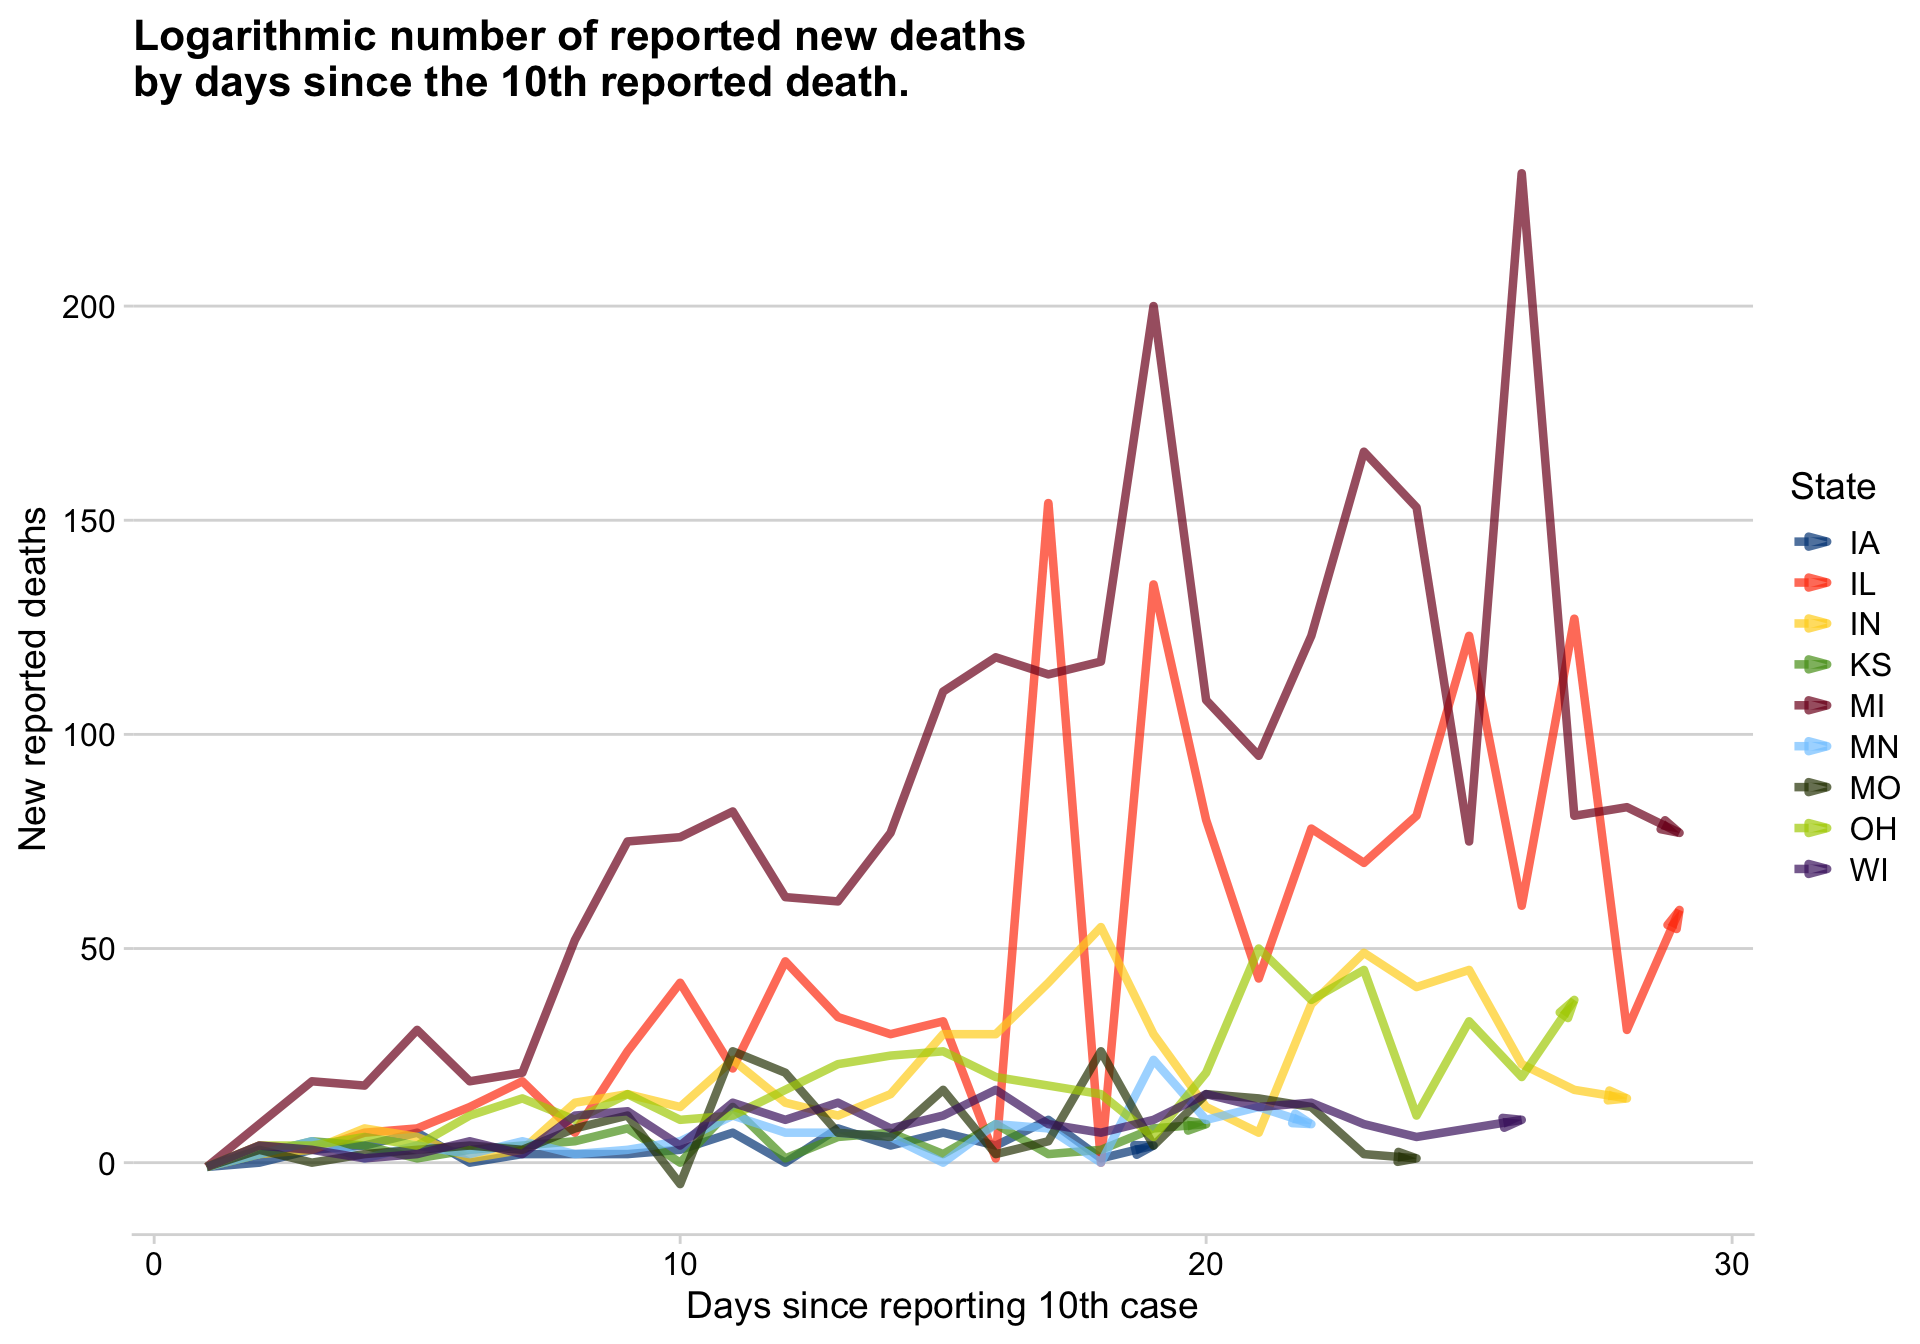 Logarithmic number of reported new deaths
by days since the 10th reported death.
New reported deaths
200
150
100
50
0
0
10
20
30
Days since reporting 10th case
State
IA
IL
IN
KS
MI
MN
MO
OH
WI